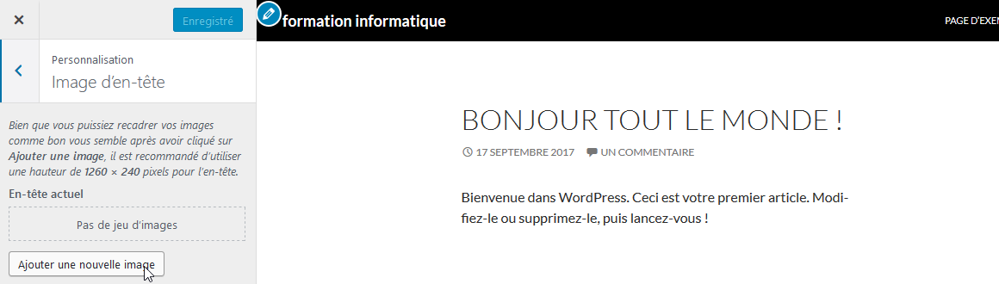 Enregistré
Personnalisation
Image d'en-tête
Bien que vous puissiez recadrer vos images
comme bon vous semble après avoir cliqué sur
Ajouter une image, il est recommandé d'utiliser
une hauteur de 1260 × 240 pixels pour l'en-tête.
En-tête actuel
Pas de jeu d'images
Ajouter une nouvelle image
formation informatique
PAGE D'EXEM
BONJOUR TOUT LE MONDE !
17 SEPTEMBRE 2017 UN COMMENTAIRE
Bienvenue dans WordPress. Ceci est votre premier article. Modi-
fiez-le ou supprimez-le, puis lancez-vous !